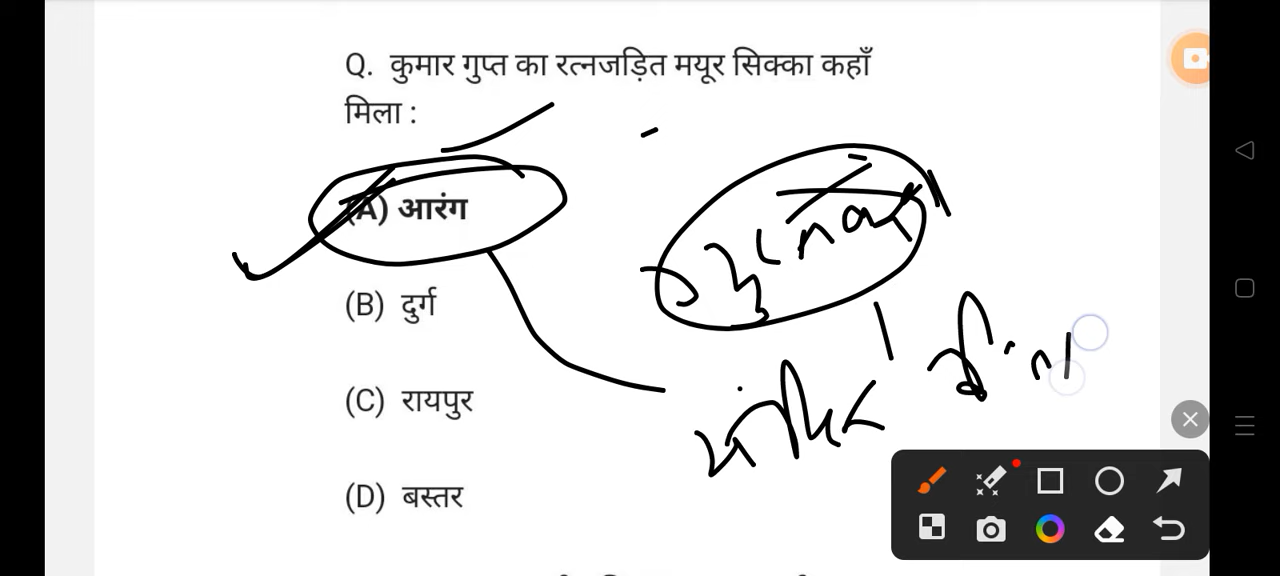 Q. कुमार गुप्त का रत्नजड़ित मयूर सिक्का कहाँ
मिला :
(A) आरंग
(B) दुर्ग
(C) रायपुर
(D) बस्तर